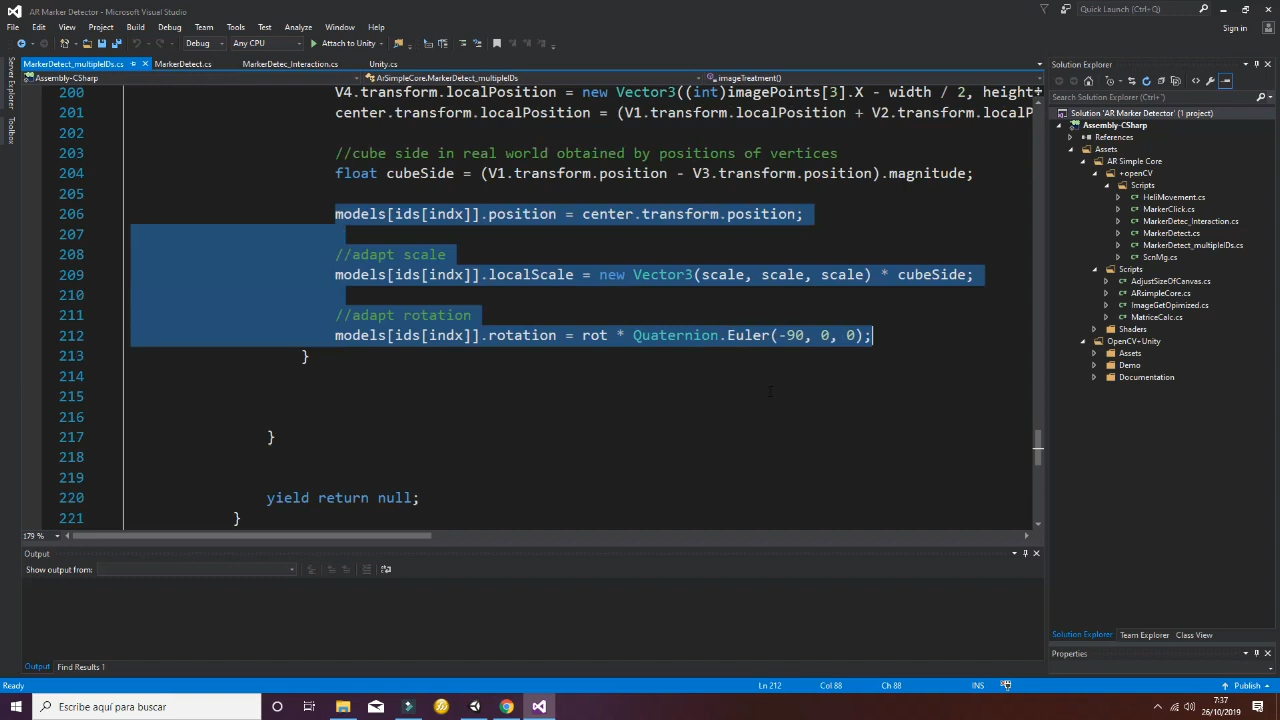 AR Marker Detector - Microsoft Visual Studio
Quick Launch (Ctrl+Q)
File Edit View Project Build Debug Team Tools Test Analyze Window Help
Sign in
Debug Any CPU Attach to Unity
MarkerDetect_multipleIDs.cs MarkerDetect.cs MarkerDetec_Interaction.cs Unity.cs
Assembly-CSharp ArSimpleCore.MarkerDetect_multipleIDs imageTreatment()
Server Explorer
Toolbox
200 V4.transform.localPosition = new Vector3((int)imagePoints[3].X - width / 2, height
201 center.transform.localPosition = (V1.transform.localPosition + V2.transform.localP
202
203 //cube side in real world obtained by positions of vertices
204 float cubeSide = (V1.transform.position - V3.transform.position).magnitude;
205
206 models[ids[indx]].position = center.transform.position;
207
208 //adapt scale
209 models[ids[indx]].localScale = new Vector3(scale, scale, scale) * cubeSide;
210
211 //adapt rotation
212 models[ids[indx]].rotation = rot * Quaternion.Euler(-90, 0, 0);
213 }
214
215
216
217 }
218
219
220 yield return null;
221 }
179 %
Output
Show output from:
Output Find Results 1
Solution Explorer
Search Solution Explorer (Ctrl+')
Solution 'AR Marker Detector' (1 project)
Assembly-CSharp
References
Assets
AR Simple Core
+openCV
Scripts
HeliMovement.cs
MarkerClick.cs
MarkerDetec_Interaction.cs
MarkerDetect.cs
MarkerDetect_multipleIDs.cs
ScnMg.cs
Scripts
AdjustSizeOfCanvas.cs
ARsimpleCore.cs
ImageGetOpimized.cs
MatriceCalc.cs
Shaders
OpenCV+Unity
Assets
Demo
Documentation
Solution Explorer Team Explorer Class View
Properties
Ready Ln 212 Col 88 Ch 88 INS Publish
Escribe aquí para buscar
7:37
26/10/2019